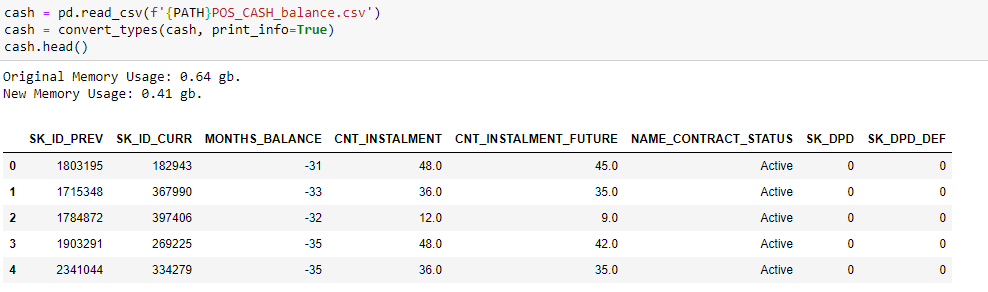 cash = pd.read_csv(f'{PATH}POS_CASH_balance.csv')
cash = convert_types(cash, print_info=True)
cash.head()
Original Memory Usage: 0.64 gb.
New Memory Usage: 0.41 gb.
SK_ID_PREV SK_ID_CURR MONTHS_BALANCE CNT_INSTALMENT CNT_INSTALMENT_FUTURE NAME_CONTRACT_STATUS SK_DPD SK_DPD_DEF
0 1803195 182943 -31 48.0 45.0 Active 0 0
1 1715348 367990 -33 36.0 35.0 Active 0 0
2 1784872 397406 -32 12.0 9.0 Active 0 0
3 1903291 269225 -35 48.0 42.0 Active 0 0
4 2341044 334279 -35 36.0 35.0 Active 0 0